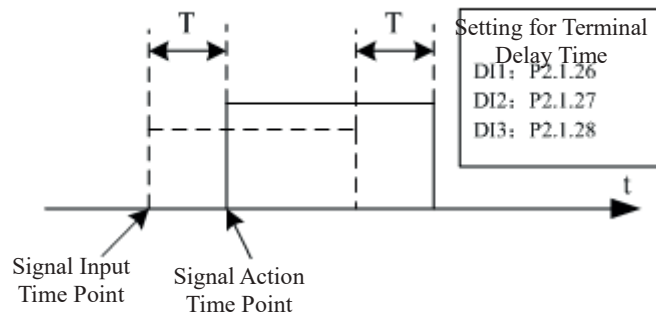 T
T
Setting for Terminal
Delay Time
DI1: P2.1.26
DI2: P2.1.27
DI3: P2.1.28
t
Signal Input
Time Point
Signal Action
Time Point